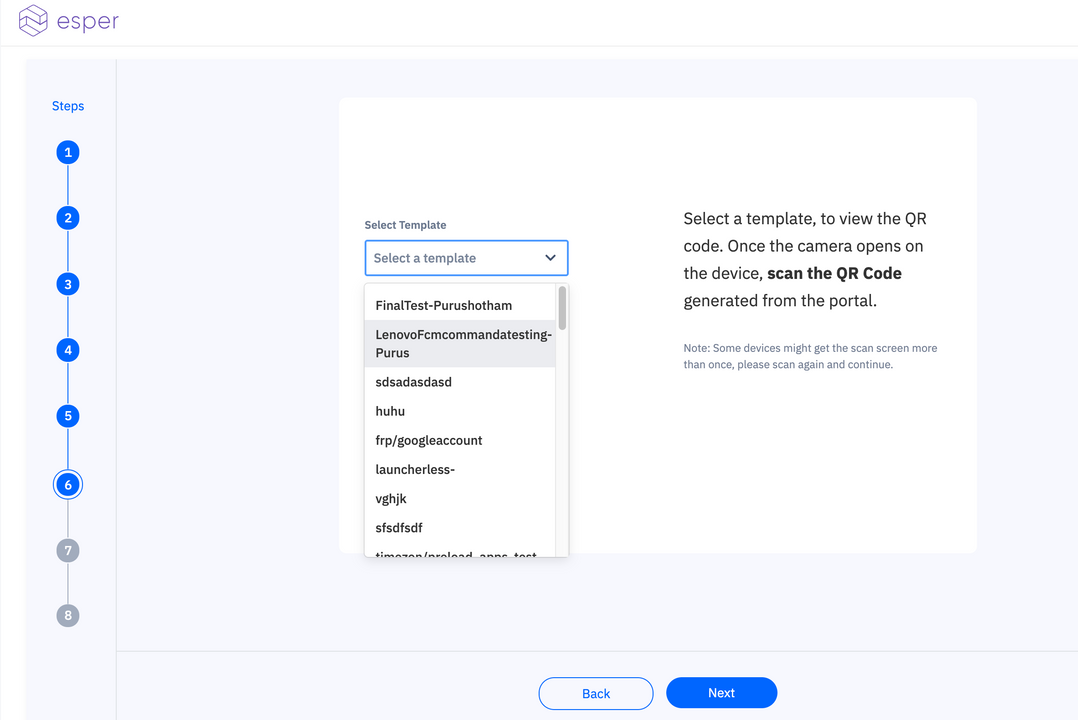 esper
Steps
1
2
3
4
5
6
7
8
Select Template
Select a template
FinalTest-Purushotham
LenovoFcmcommandatesting-
Purus
sdsadasdasd
huhu
frp/googleaccount
launcherless-
vghjk
sfsdfsdf
timezon/preload_apps_test
Select a template, to view the QR
code. Once the camera opens on
the device, scan the QR Code
generated from the portal.
Note: Some devices might get the scan screen more
than once, please scan again and continue.
Back
Next